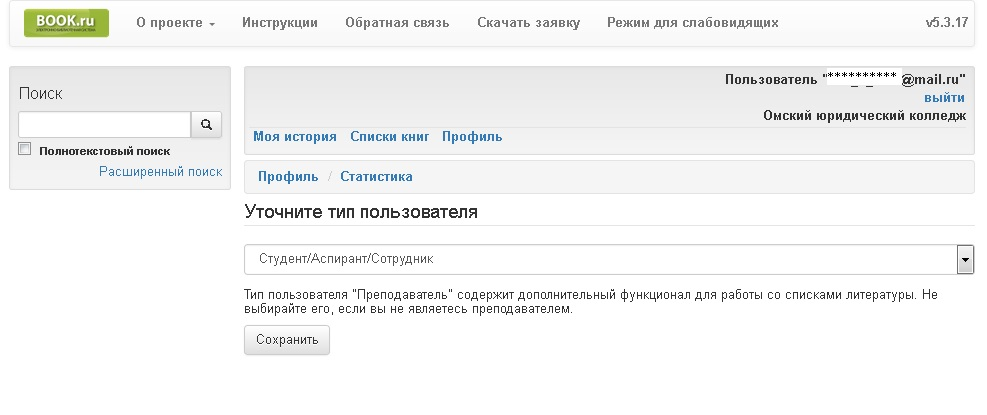 BOOK.ru О проекте Инструкции Обратная связь Скачать заявку Режим для слабовидящих v5.3.17
Поиск
Полнотекстовый поиск
Расширенный поиск
Пользователь "*****_*_****@mail.ru"
выйти
Омский юридический колледж
Моя история Списки книг Профиль
Профиль / Статистика
Уточните тип пользователя
Студент/Аспирант/Сотрудник
Тип пользователя "Преподаватель" содержит дополнительный функционал для работы со списками литературы. Не
выбирайте его, если вы не являетесь преподавателем.
Сохранить